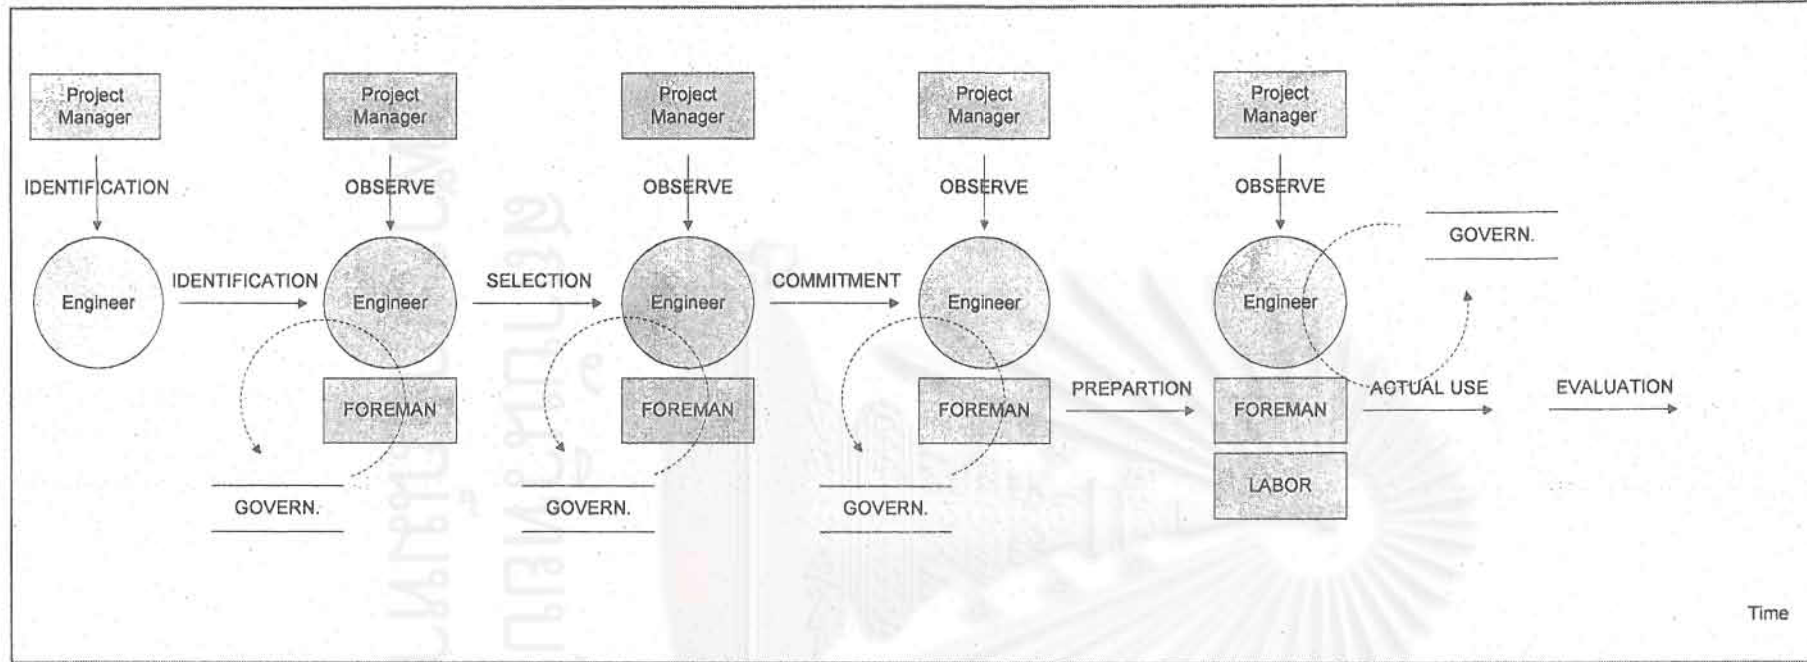 Project
Manager
Project
Manager
Project
Manager
Project
Manager
Project
Manager
IDENTIFICATION
OBSERVE
OBSERVE
OBSERVE
OBSERVE
GOVERN.
IDENTIFICATION
SELECTION
COMMITMENT
Engineer
Engineer
Engineer
Engineer
Engineer
PREPARTION
ACTUAL USE
EVALUATION
FOREMAN
FOREMAN
FOREMAN
FOREMAN
LABOR
GOVERN.
GOVERN.
GOVERN.
Time